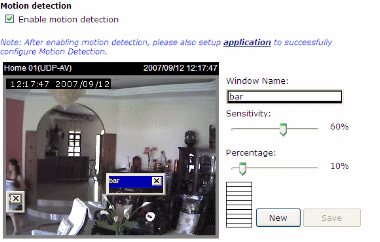 Motion detection
Enable motion detection
Note: After enabling motion detection, please also setup application to successfully
configure Motion Detection.
Home 01(UDP-AV) 2007/09/12 12:17:47
12:17:47 2007/09/12
Window Name:
bar
Sensitivity:
60%
bar
Percentage:
10%
New
Save